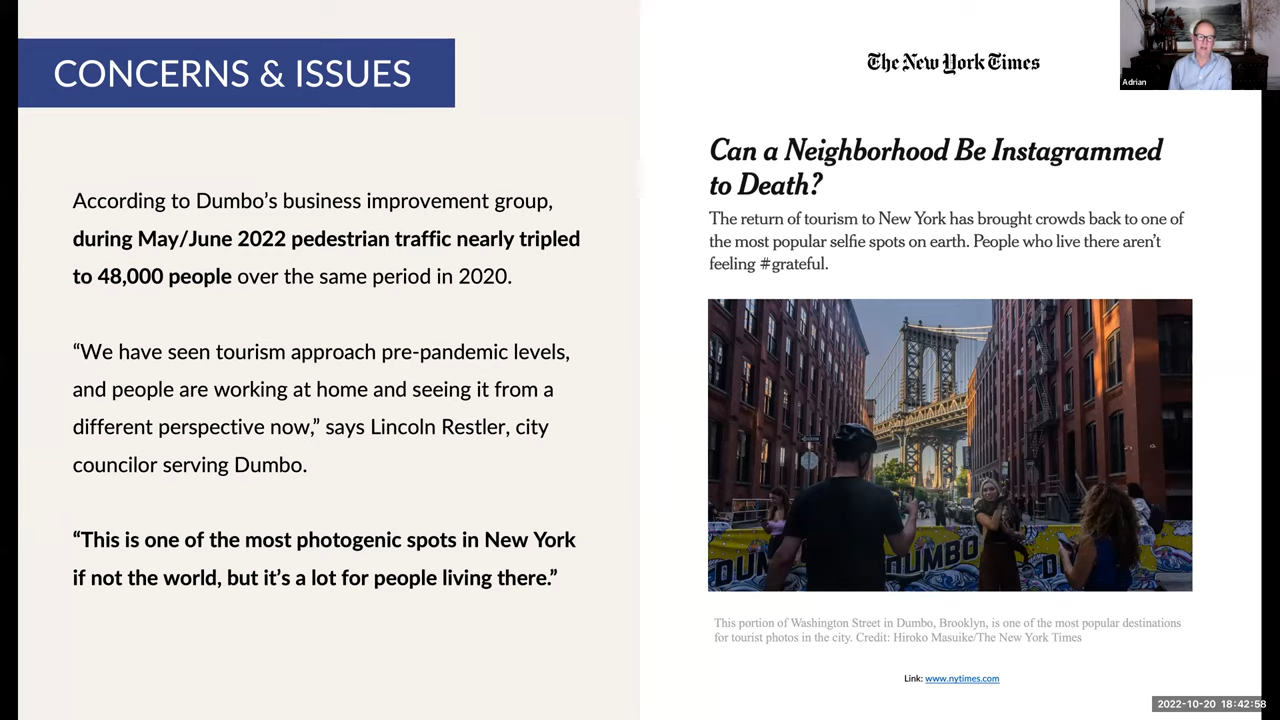 CONCERNS & ISSUES
According to Dumbo’s business improvement group,
during May/June 2022 pedestrian traffic nearly tripled
to 48,000 people over the same period in 2020.
“We have seen tourism approach pre-pandemic levels,
and people are working at home and seeing it from a
different perspective now,” says Lincoln Restler, city
councilor serving Dumbo.
“This is one of the most photogenic spots in New York
if not the world, but it’s a lot for people living there.”
The New York Times
Adrian
Can a Neighborhood Be Instagrammed
to Death?
The return of tourism to New York has brought crowds back to one of
the most popular selfie spots on earth. People who live there aren’t
feeling #grateful.
DUMBO
This portion of Washington Street in Dumbo, Brooklyn, is one of the most popular destinations
for tourist photos in the city. Credit: Hiroko Masuike/The New York Times
Link: www.nytimes.com
2022-10-20 18:42:58